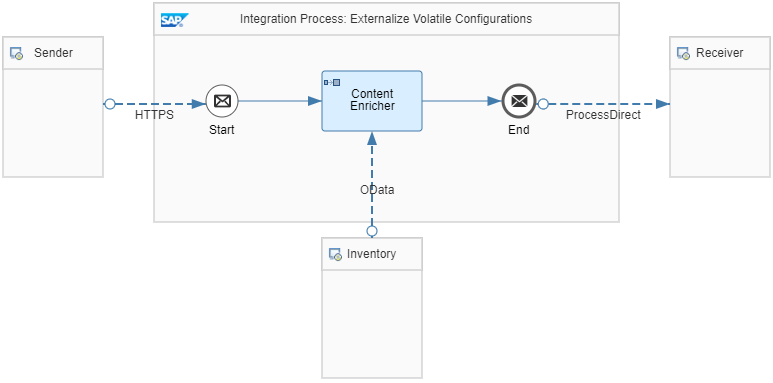 SAP
Integration Process: Externalize Volatile Configurations
Sender
Receiver
Content
Enricher
HTTPS
ProcessDirect
Start
End
OData
Inventory